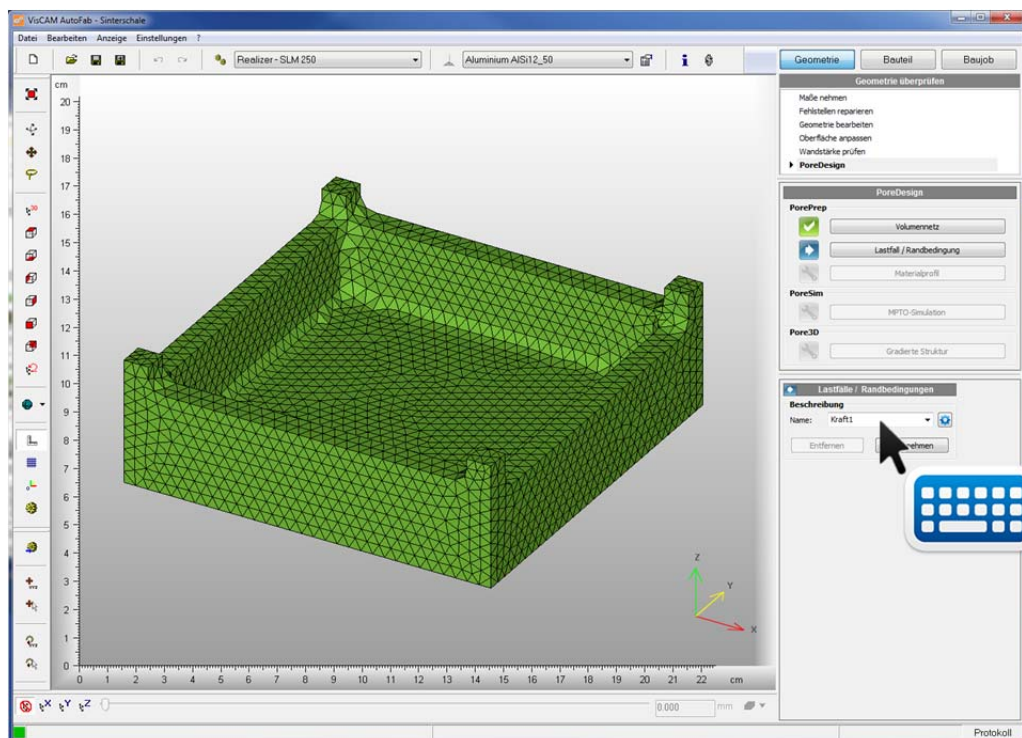 VisCAM AutoFab - Sinterschale
Datei Bearbeiten Anzeige Einstellungen ?
Realizer - SLM 250
Aluminium AlSi12_50
Geometrie Bauteil Baujob
Geometrie überprüfen
Maße nehmen
Fehlstellen reparieren
Geometrie bearbeiten
Oberfläche anpassen
Wandstärke prüfen
PoreDesign
PoreDesign
PorePrep
Volumennetz
Lastfall / Randbedingung
Materialprofil
PoreSim
MPTO-Simulation
Pore3D
Gradierte Struktur
Lastfälle / Randbedingungen
Beschreibung
Name: Kraft1
Entfernen
cm
20
19
18
17
16
15
14
13
12
11
10
9
8
7
6
5
4
3
2
1
0
0 1 2 3 4 5 6 7 8 9 10 11 12 13 14 15 16 17 18 19 20 21 22 cm
Z
Y
X
X Y Z
0.000 mm
Protokoll